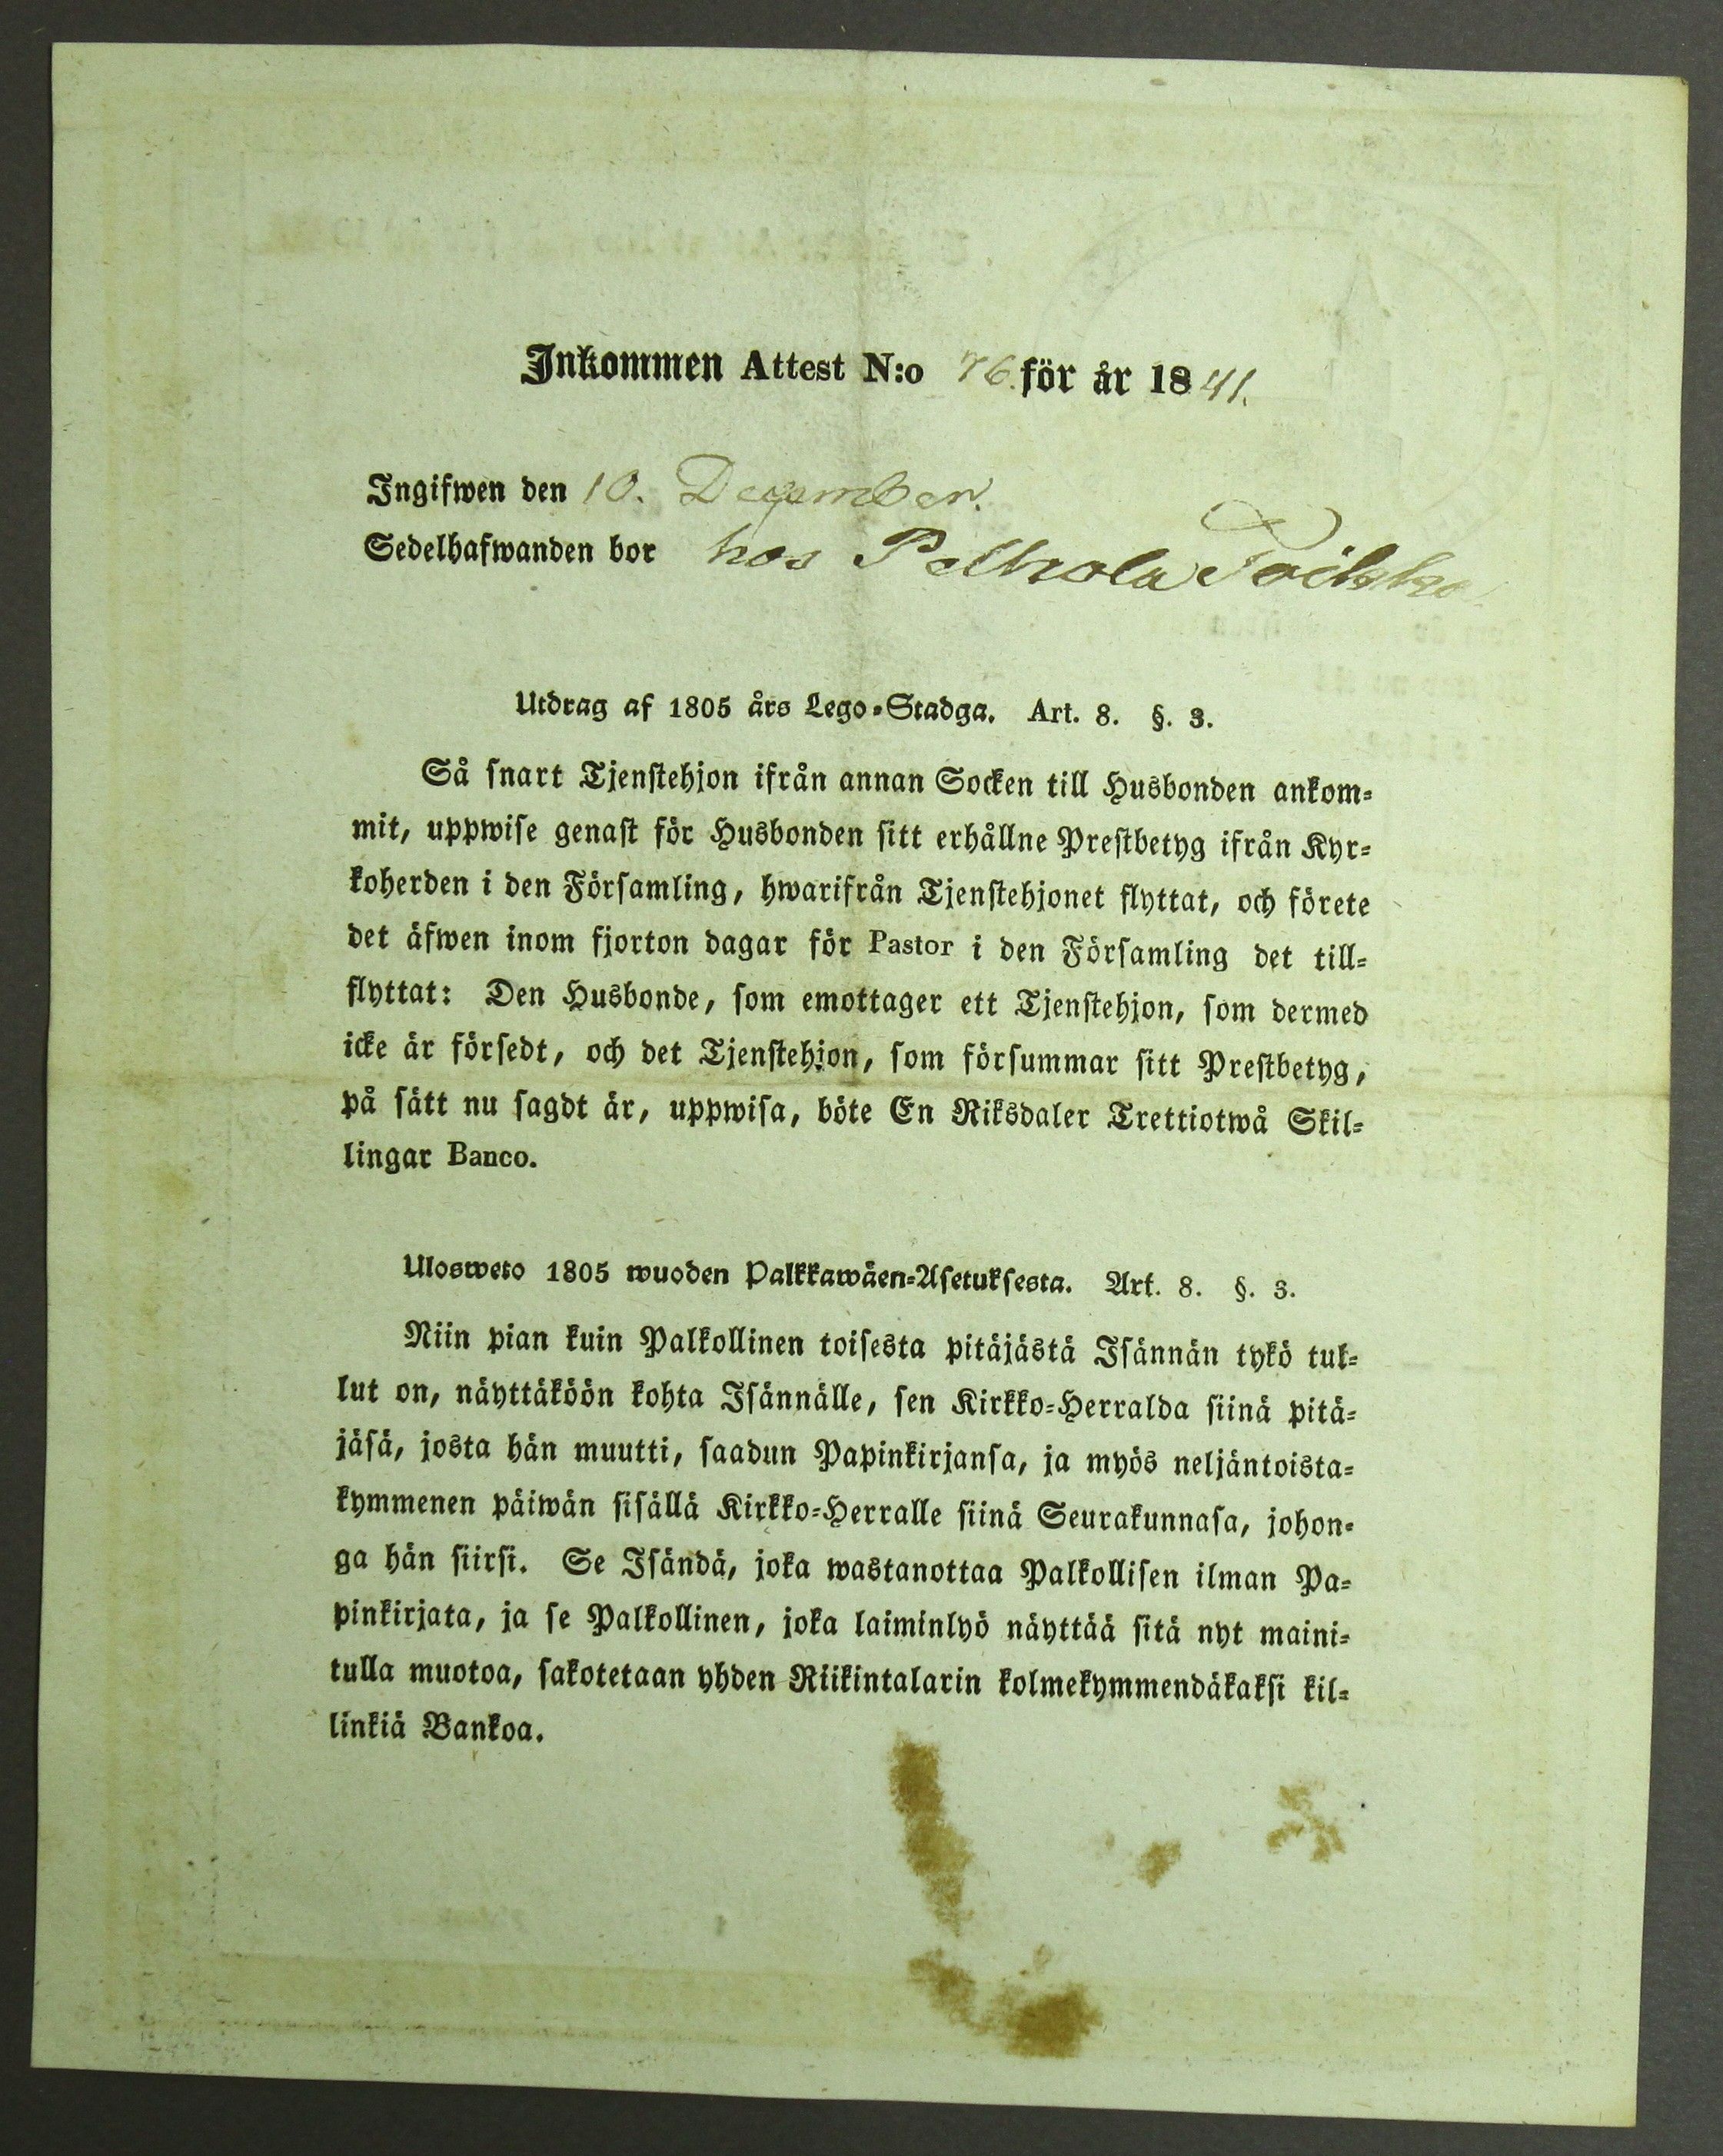 Inkommen Attest N:o 76. för år 1841.
Ingifwen den 10. December.
Sedelhafwanden bor hos
Utdrag af 1805 års Lego-Stadga. Art. 8. §. 3.
Så snart Tjenstehjon ifrån annan Socken till Husbonden ankom-
mit, uppwise genast för Husbonden sitt erhållne Prestbetyg ifrån Kyr-
koherden i den Församling, hwarifrån Tjenstehjonet flyttat, och förete
det äfwen inom fjorton dagar för Pastor i den Församling det till-
flyttat: Den Husbonde, som emottager ett Tjenstehjon, som dermed
icke är försedt, och det Tjenstehjon, som försummar sitt Prestbetyg,
på sätt nu sagdt är, uppwisa, böte En Riksdaler Trettiotwå Skil-
lingar Banco.
Ulosweto 1805 wuoden Palkkawäen-Asetuksesta. Art. 8. §. 3.
Niin pian kuin Palkollinen toisesta pitäjästä Isännän tykö tul-
lut on, näyttäköön kohta Isännälle, sen Kirkko-Herralda siinä pitä-
jäsä, josta hän muutti, saadun Papinkirjansa, ja myös neljäntoista-
kymmenen päiwän sisällä Kirkko-Herralle siinä Seurakunnasa, johon-
ga hän siirsi. Se Isändä, joka wastanottaa Palkollisen ilman Pa-
pinkirjata, ja se Palkollinen, joka laiminlyö näyttää sitä nyt maini-
tulla muotoa, sakotetaan yhden Riikintalarin kolmekymmendäkaksi kil-
linkiä Bankoa.